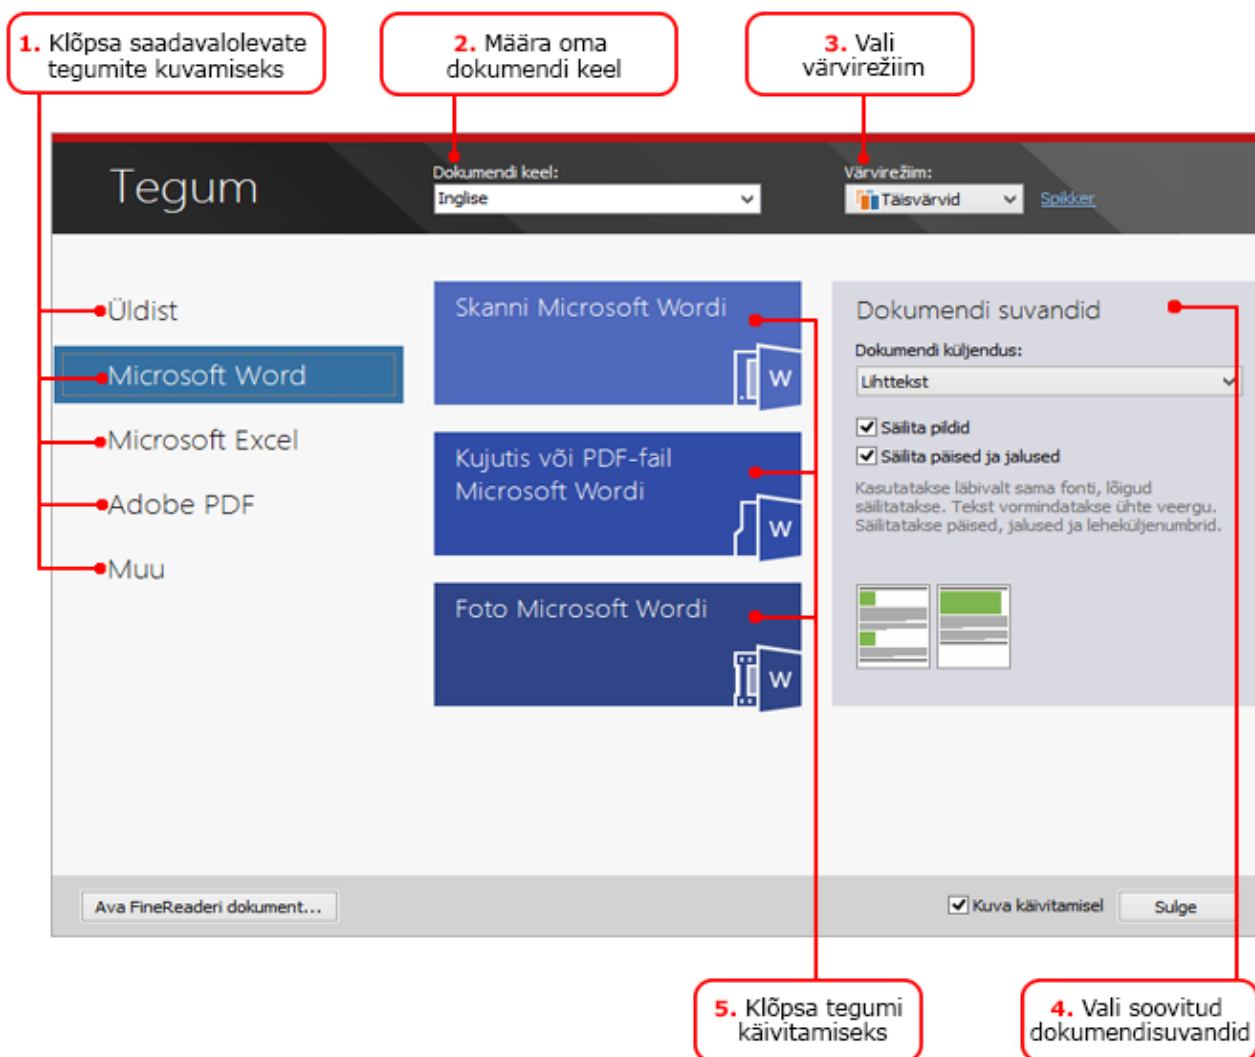 1. Klõpsa saadavalolevate
tegumite kuvamiseks
2. Määra oma
dokumendi keel
3. Vali
värvirežiim
Tegum
Dokumendi keel:
Inglise
Värvirežiim:
Täisvärvid
Spikker
Üldist
Microsoft Word
Microsoft Excel
Adobe PDF
Muu
Skanni Microsoft Wordi
W
Kujutis või PDF-fail
Microsoft Wordi
W
Foto Microsoft Wordi
W
Dokumendi suvandid
Dokumendi küljendus:
Lihttekst
Säilita pildid
Säilita päised ja jalused
Kasutatakse läbivalt sama fonti, lõigud
säilitatakse. Tekst vormindatakse ühte veergu.
Säilitatakse päised, jalused ja leheküljenumbrid.
Ava FineReaderi dokument...
Kuva käivitamisel
Sulge
5. Klõpsa tegumi
käivitamiseks
4. Vali soovitud
dokumendisuvandid